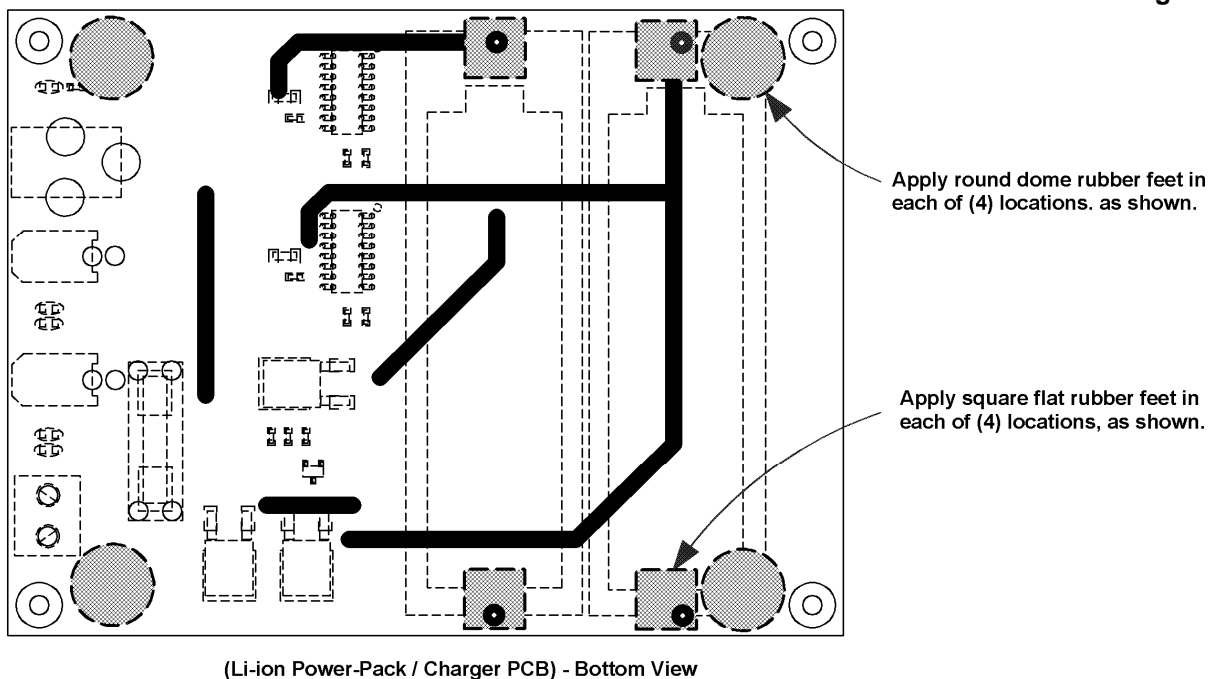 Apply round dome rubber feet in
each of (4) locations. as shown.
Apply square flat rubber feet in
each of (4) locations, as shown.
(Li-ion Power-Pack / Charger PCB) - Bottom View